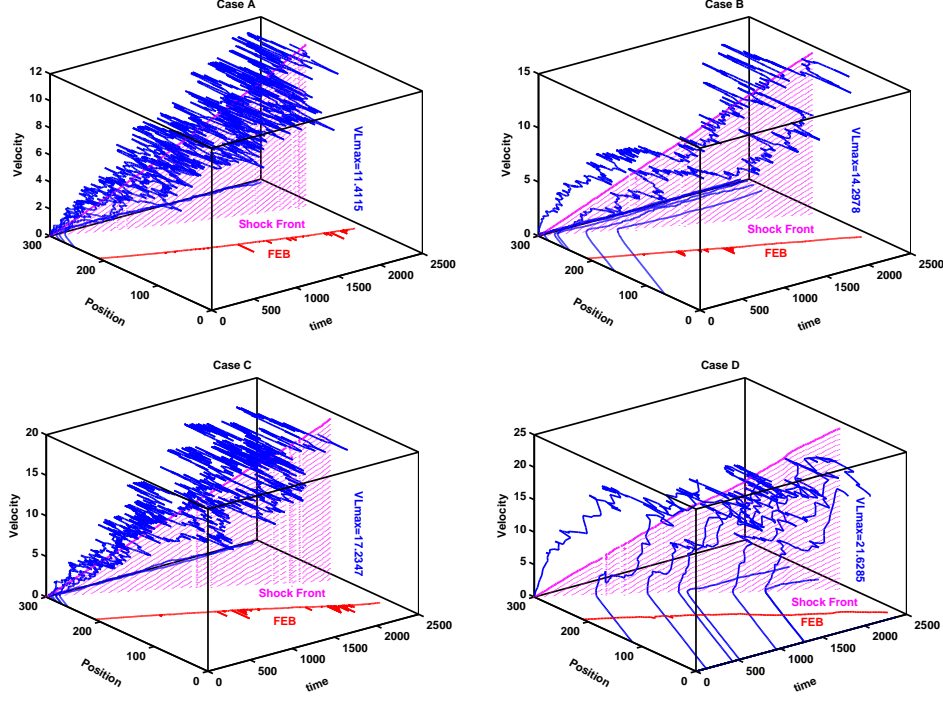 Case A
12
10
8
6
4
2
0
Velocity
300
200
100
0
Position
0
500
1000
1500
2000
2500
time
VLmax=11.4115
Shock Front
FEB
Case B
15
10
5
0
Velocity
300
200
100
0
Position
0
500
1000
1500
2000
2500
time
VLmax=14.2978
Shock Front
FEB
Case C
20
15
10
5
0
Velocity
300
200
100
0
Position
0
500
1000
1500
2000
2500
time
VLmax=17.2347
Shock Front
FEB
Case D
25
20
15
10
5
0
Velocity
300
200
100
0
Position
0
500
1000
1500
2000
2500
time
VLmax=21.6285
Shock Front
FEB